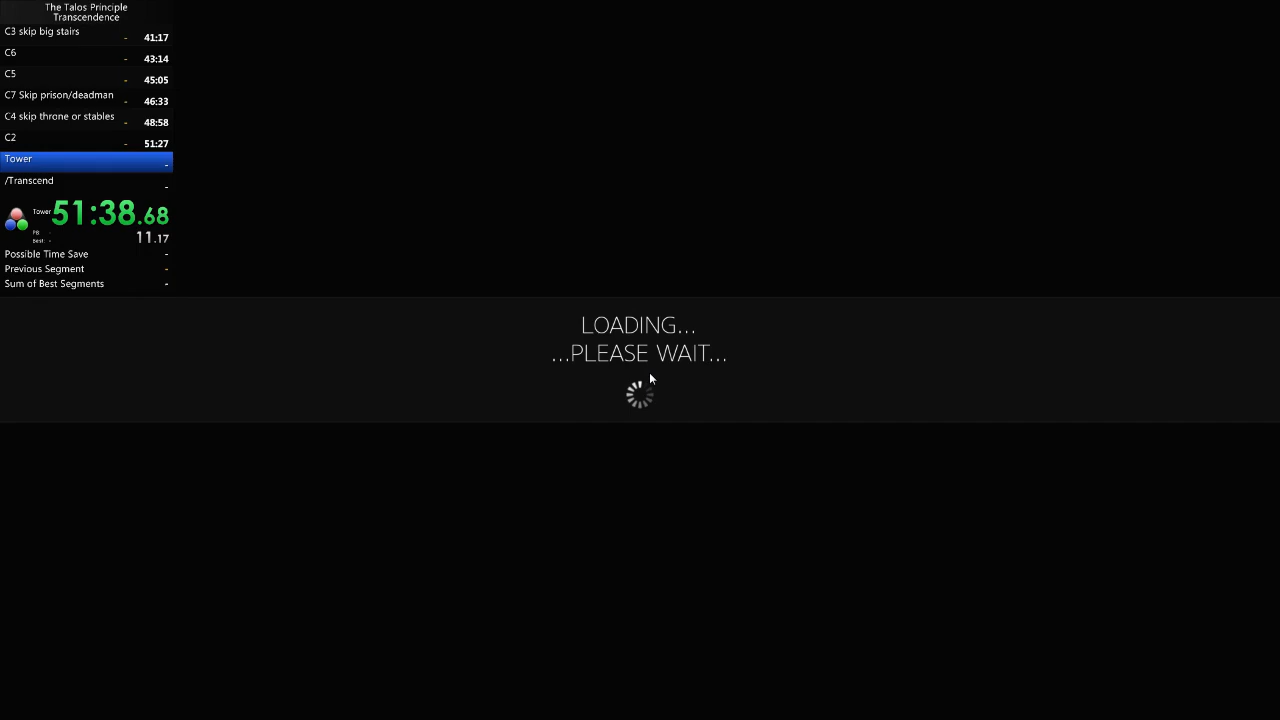 The Talos Principle
Transcendence
C3 skip big stairs - 41:17
C6 - 43:14
C5 - 45:05
C7 Skip prison/deadman - 46:33
C4 skip throne or stables - 48:58
C2 - 51:27
Tower -
/Transcend -
Tower 51:38.68
PB: -
Best: - 11.17
Possible Time Save -
Previous Segment -
Sum of Best Segments -
LOADING...
...PLEASE WAIT...